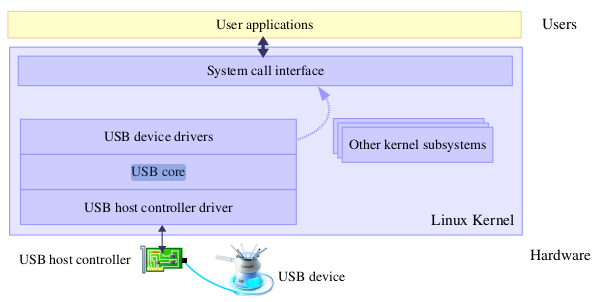 User applications
Users
System call interface
USB device drivers
Other kernel subsystems
USB core
USB host controller driver
Linux Kernel
Hardware
USB host controller
USB device